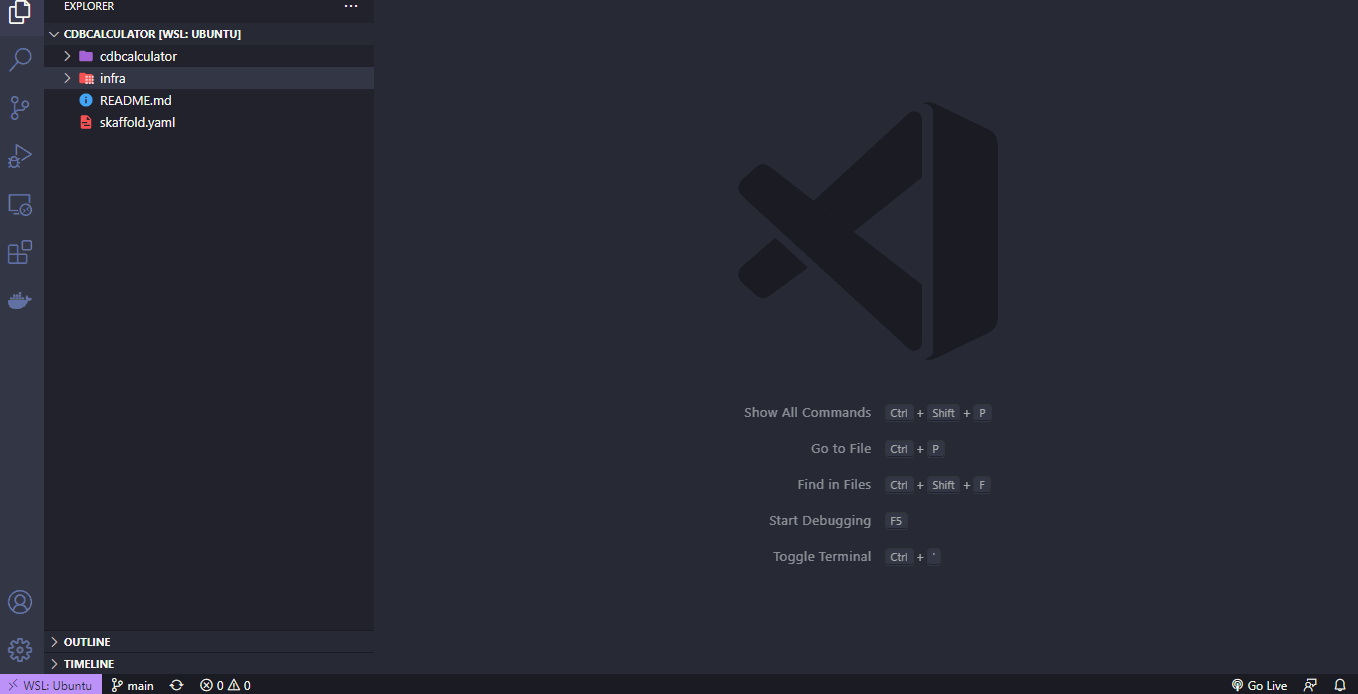 EXPLORER
CDBCALCULATOR [WSL: UBUNTU]
cdbcalculator
infra
README.md
skaffold.yaml
Show All Commands Ctrl + Shift + P
Go to File Ctrl + P
Find in Files Ctrl + Shift + F
Start Debugging F5
Toggle Terminal Ctrl + `
OUTLINE
TIMELINE
WSL: Ubuntu main 0 0 Go Live